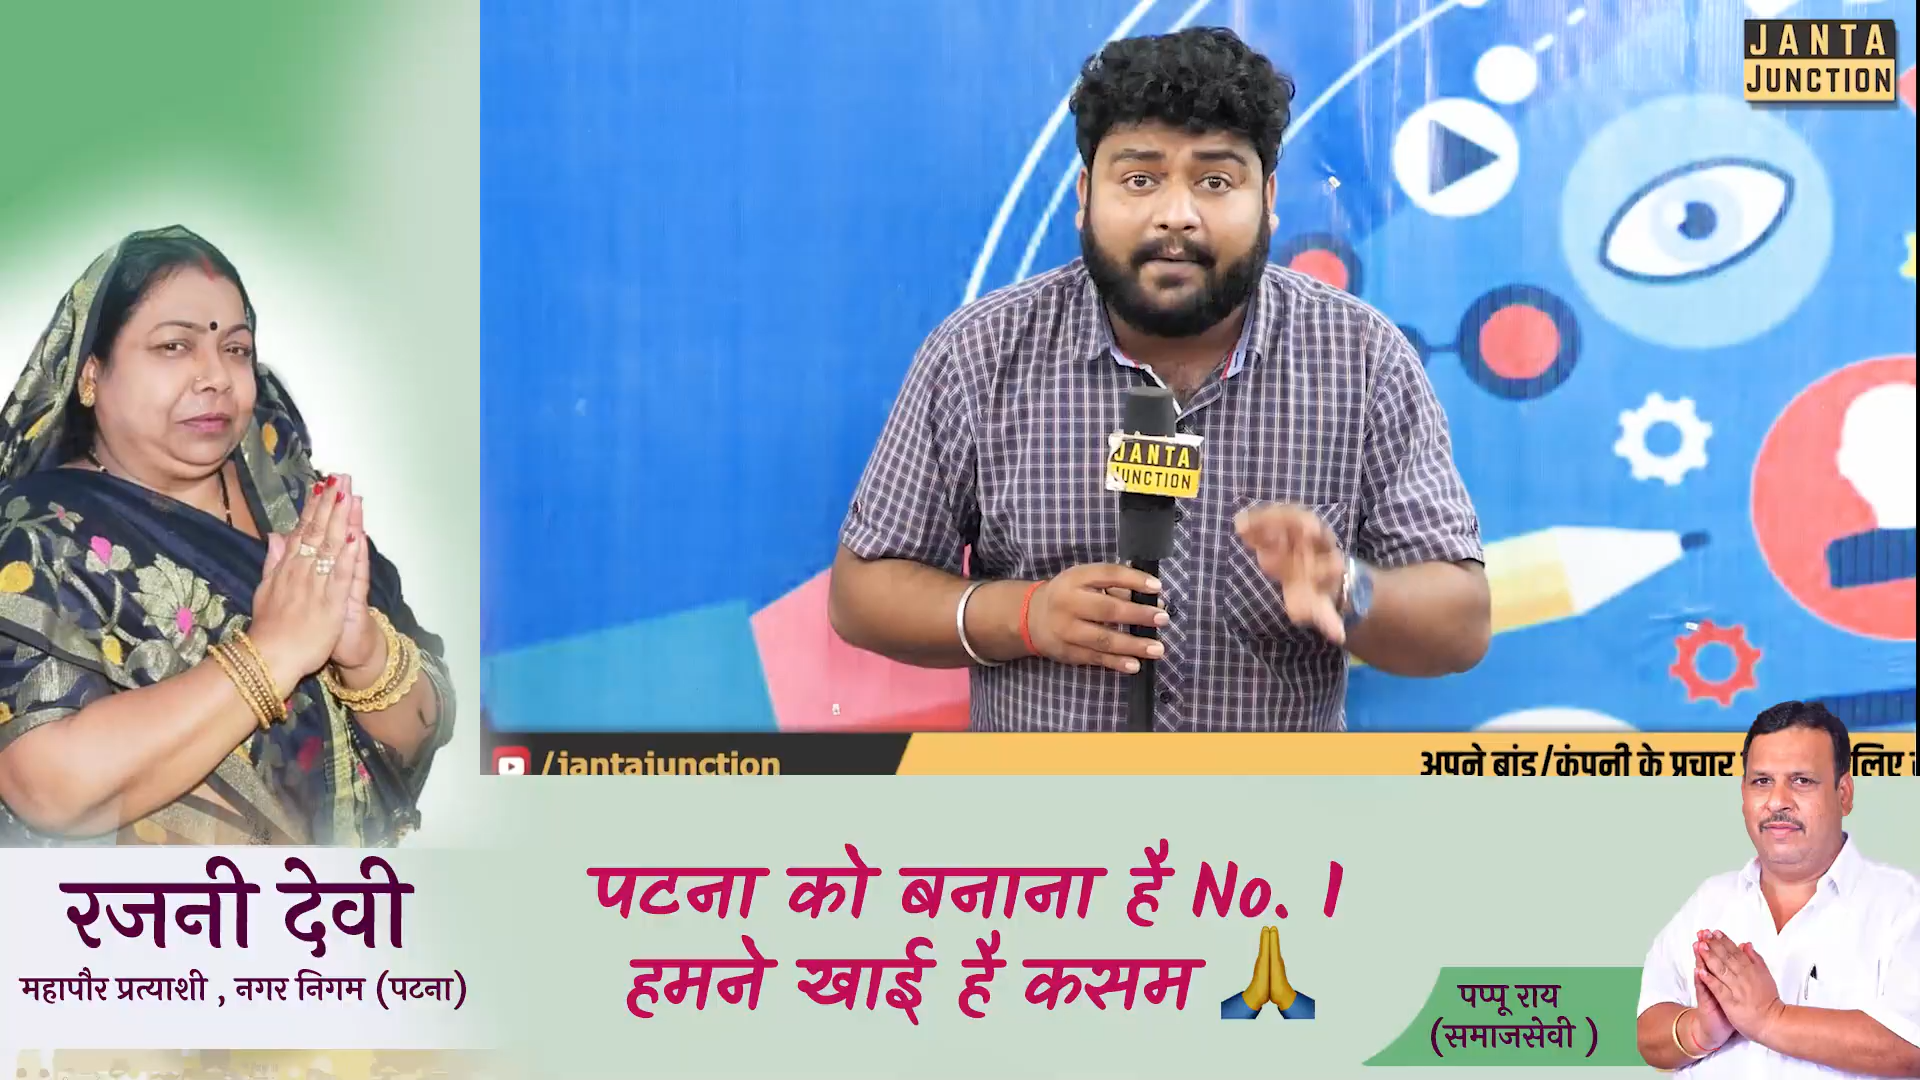 JANTA
JUNCTION
JANTA
JUNCTION
/jantajunction
अपने ब्रांड/कंपनी के प्रचार
लिए
रजनी देवी
महापौर प्रत्याशी , नगर निगम (पटना)
पटना को बनाना है No. 1
हमने खाई है कसम 🙏
पप्पू राय
(समाजसेवी )